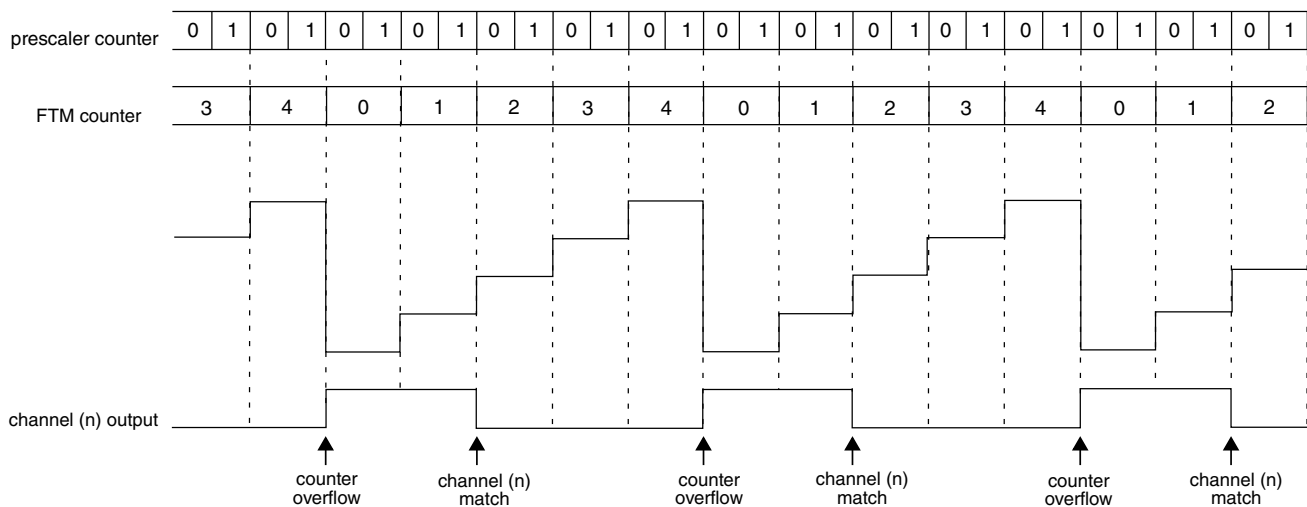 prescaler counter 0 1 0 1 0 1 0 1 0 1 0 1 0 1 0 1 0 1 0 1 0 1 0 1 0 1 0 1 0 1
FTM counter 3 4 0 1 2 3 4 0 1 2 3 4 0 1 2
channel (n) output
counter overflow
channel (n) match
counter overflow
channel (n) match
counter overflow
channel (n) match